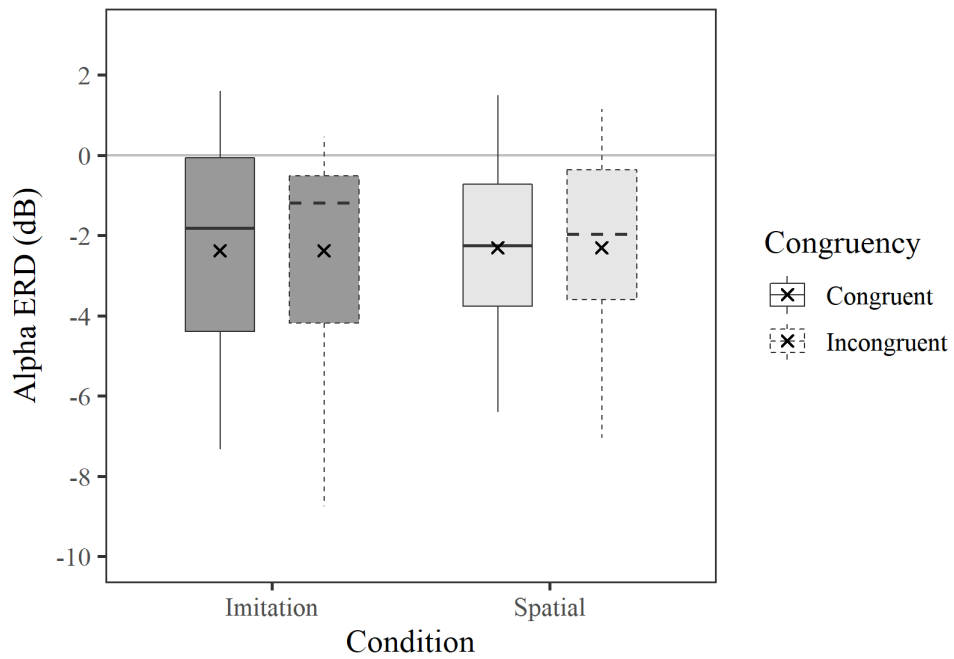 2
0
-2
-4
-6
-8
-10
Alpha ERD (dB)
Imitation
Spatial
Condition
Congruency
Congruent
Incongruent